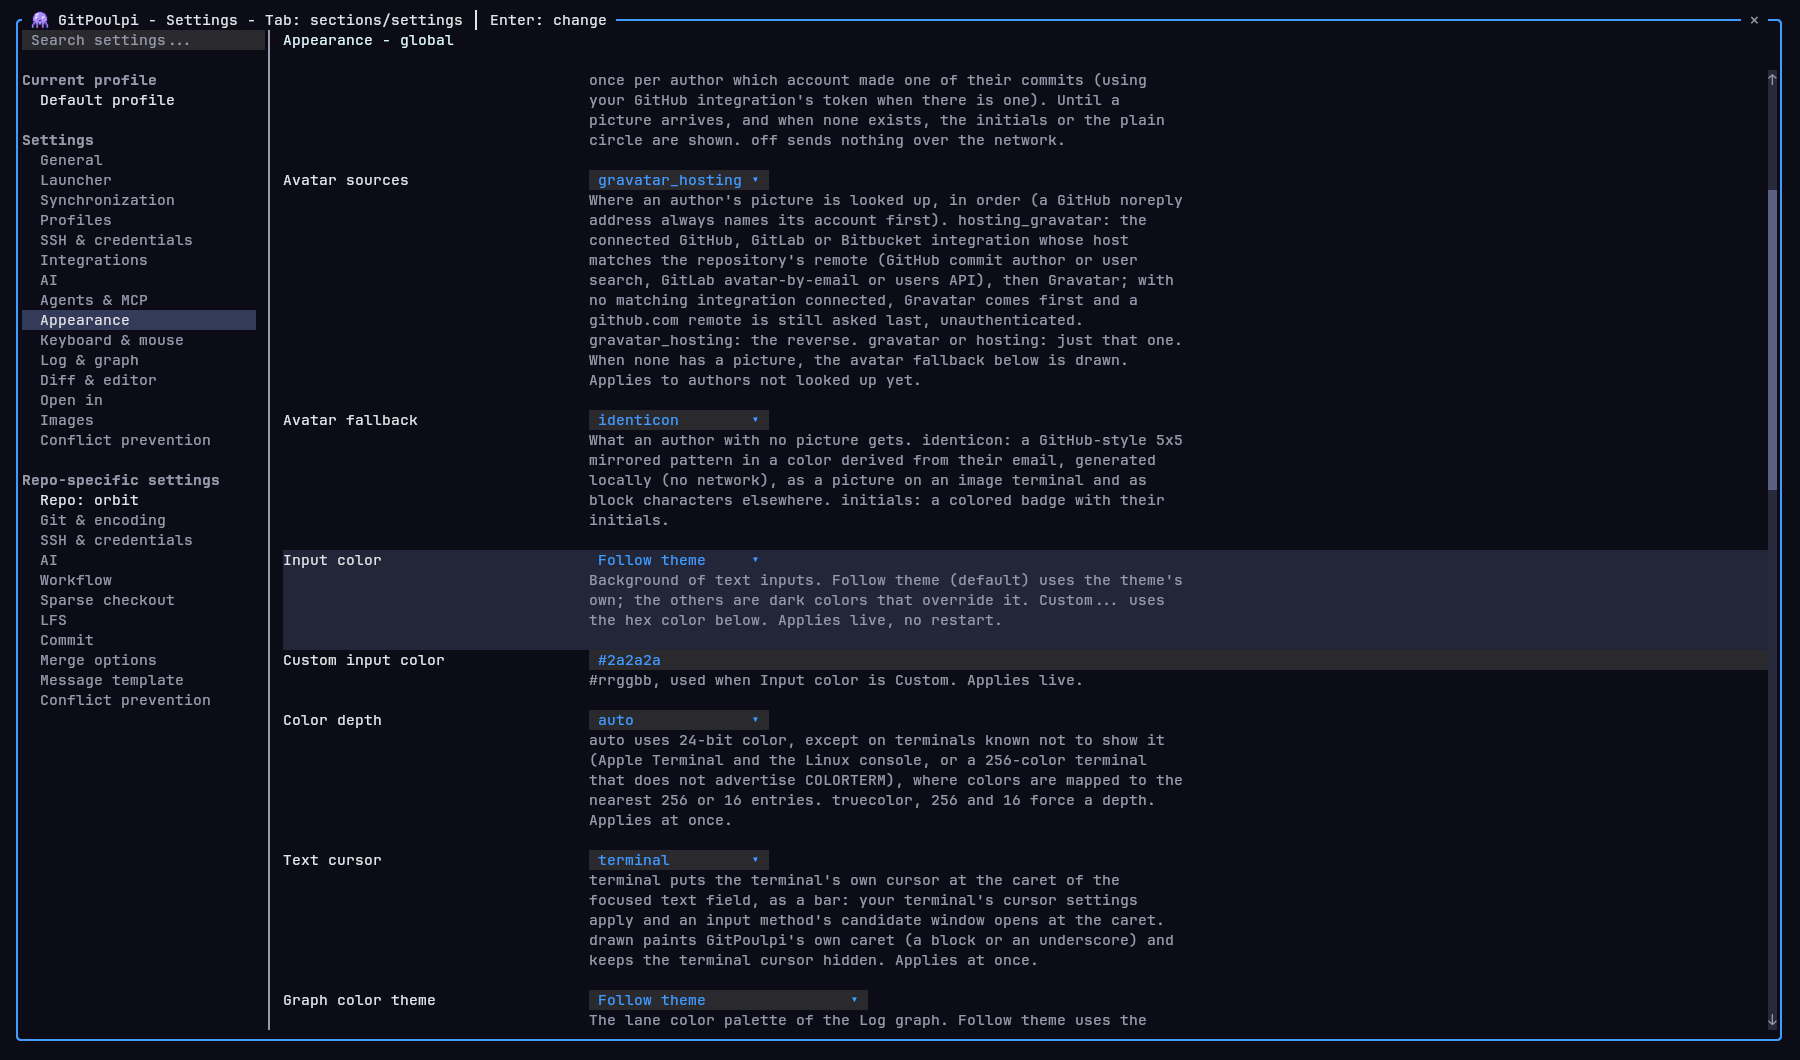 GitPoulpi - Settings - Tab: sections/settings │ Enter: change ×
Search settings...
Appearance - global
Current profile
Default profile
Settings
General
Launcher
Synchronization
Profiles
SSH & credentials
Integrations
AI
Agents & MCP
Appearance
Keyboard & mouse
Log & graph
Diff & editor
Open in
Images
Conflict prevention
Repo-specific settings
Repo: orbit
Git & encoding
SSH & credentials
AI
Workflow
Sparse checkout
LFS
Commit
Merge options
Message template
Conflict prevention
once per author which account made one of their commits (using
your GitHub integration's token when there is one). Until a
picture arrives, and when none exists, the initials or the plain
circle are shown. off sends nothing over the network.
Avatar sources gravatar_hosting ▾
Where an author's picture is looked up, in order (a GitHub noreply
address always names its account first). hosting_gravatar: the
connected GitHub, GitLab or Bitbucket integration whose host
matches the repository's remote (GitHub commit author or user
search, GitLab avatar-by-email or users API), then Gravatar; with
no matching integration connected, Gravatar comes first and a
github.com remote is still asked last, unauthenticated.
gravatar_hosting: the reverse. gravatar or hosting: just that one.
When none has a picture, the avatar fallback below is drawn.
Applies to authors not looked up yet.
Avatar fallback identicon ▾
What an author with no picture gets. identicon: a GitHub-style 5x5
mirrored pattern in a color derived from their email, generated
locally (no network), as a picture on an image terminal and as
block characters elsewhere. initials: a colored badge with their
initials.
Input color Follow theme ▾
Background of text inputs. Follow theme (default) uses the theme's
own; the others are dark colors that override it. Custom... uses
the hex color below. Applies live, no restart.
Custom input color #2a2a2a
#rrggbb, used when Input color is Custom. Applies live.
Color depth auto ▾
auto uses 24-bit color, except on terminals known not to show it
(Apple Terminal and the Linux console, or a 256-color terminal
that does not advertise COLORTERM), where colors are mapped to the
nearest 256 or 16 entries. truecolor, 256 and 16 force a depth.
Applies at once.
Text cursor terminal ▾
terminal puts the terminal's own cursor at the caret of the
focused text field, as a bar: your terminal's cursor settings
apply and an input method's candidate window opens at the caret.
drawn paints GitPoulpi's own caret (a block or an underscore) and
keeps the terminal cursor hidden. Applies at once.
Graph color theme Follow theme ▾
The lane color palette of the Log graph. Follow theme uses the